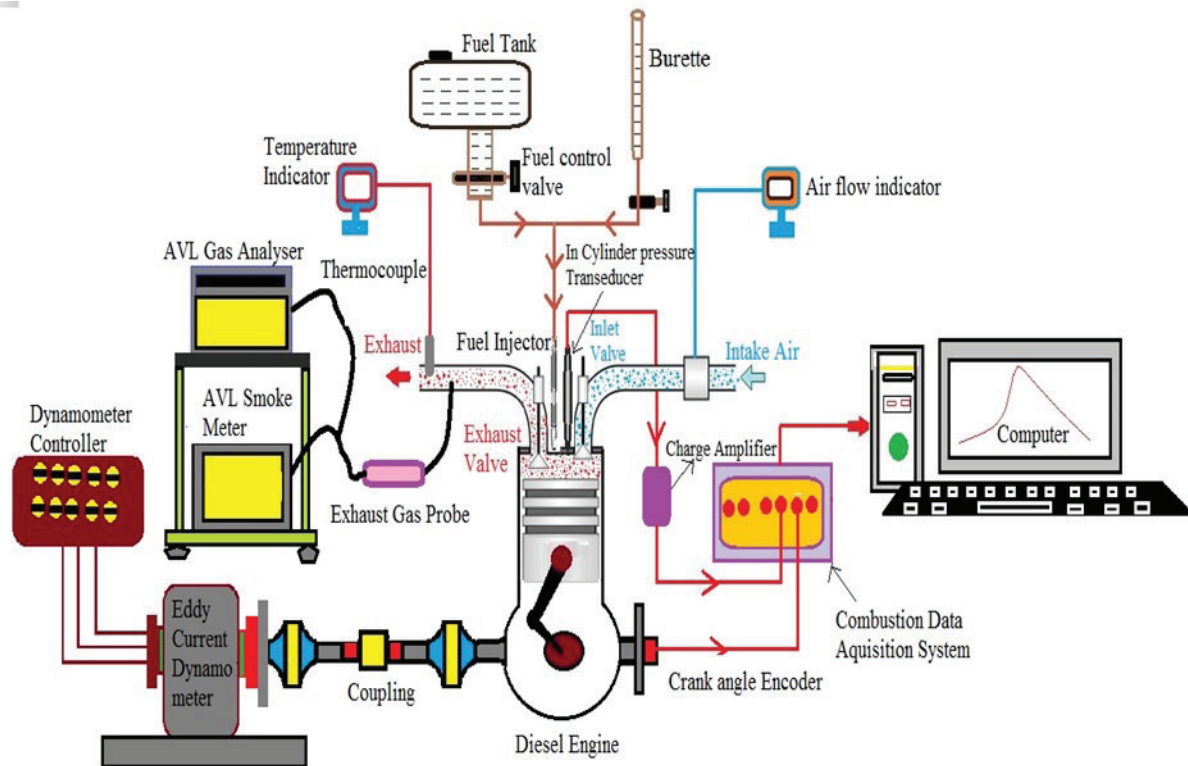 Fuel Tank
Burette
Temperature
Indicator
Fuel control
valve
Air flow indicator
AVL Gas Analyser
Thermocouple
In Cylinder pressure
Transeducer
Exhaust
Fuel Injector
Inlet
Valve
Intake Air
AVL Smoke
Meter
Dynamometer
Controller
Exhaust
Valve
Charge Amplifier
Computer
Exhaust Gas Probe
Eddy
Current
Dynamo
meter
Coupling
Combustion Data
Aquisition System
Crank angle Encoder
Diesel Engine